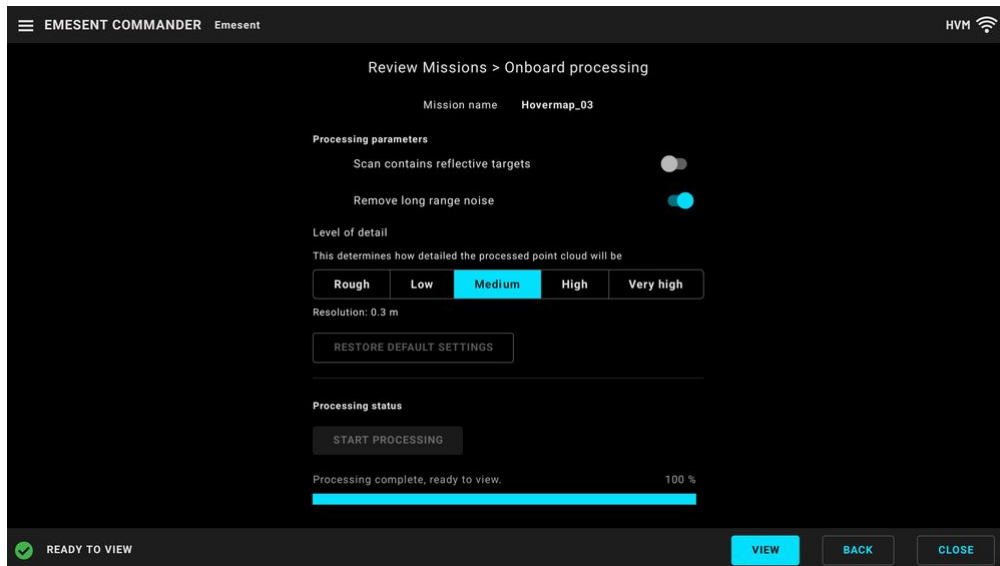 EMESENT COMMANDER Emesent HVM
Review Missions > Onboard processing
Mission name Hovermap_03
Processing parameters
Scan contains reflective targets
Remove long range noise
Level of detail
This determines how detailed the processed point cloud will be
Rough Low Medium High Very high
Resolution: 0.3 m
RESTORE DEFAULT SETTINGS
Processing status
START PROCESSING
Processing complete, ready to view. 100 %
READY TO VIEW VIEW BACK CLOSE